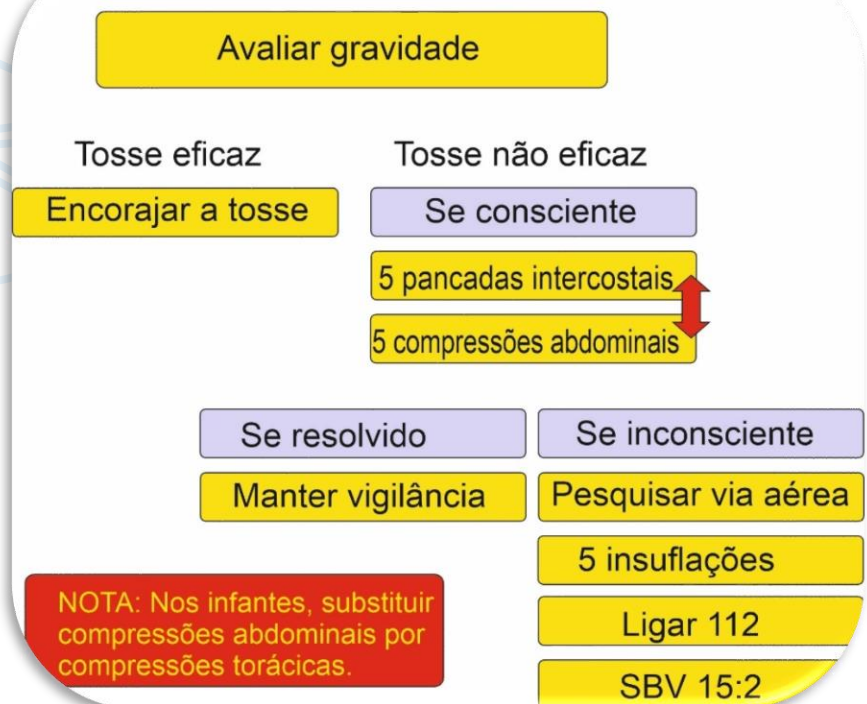 Avaliar gravidade
Tosse eficaz
Tosse não eficaz
Encorajar a tosse
Se consciente
5 pancadas intercostais
5 compressões abdominais
Se resolvido
Se inconsciente
Manter vigilância
Pesquisar via aérea
5 insuflações
NOTA: Nos infantes, substituir
compressões abdominais por
compressões torácicas.
Ligar 112
SBV 15:2